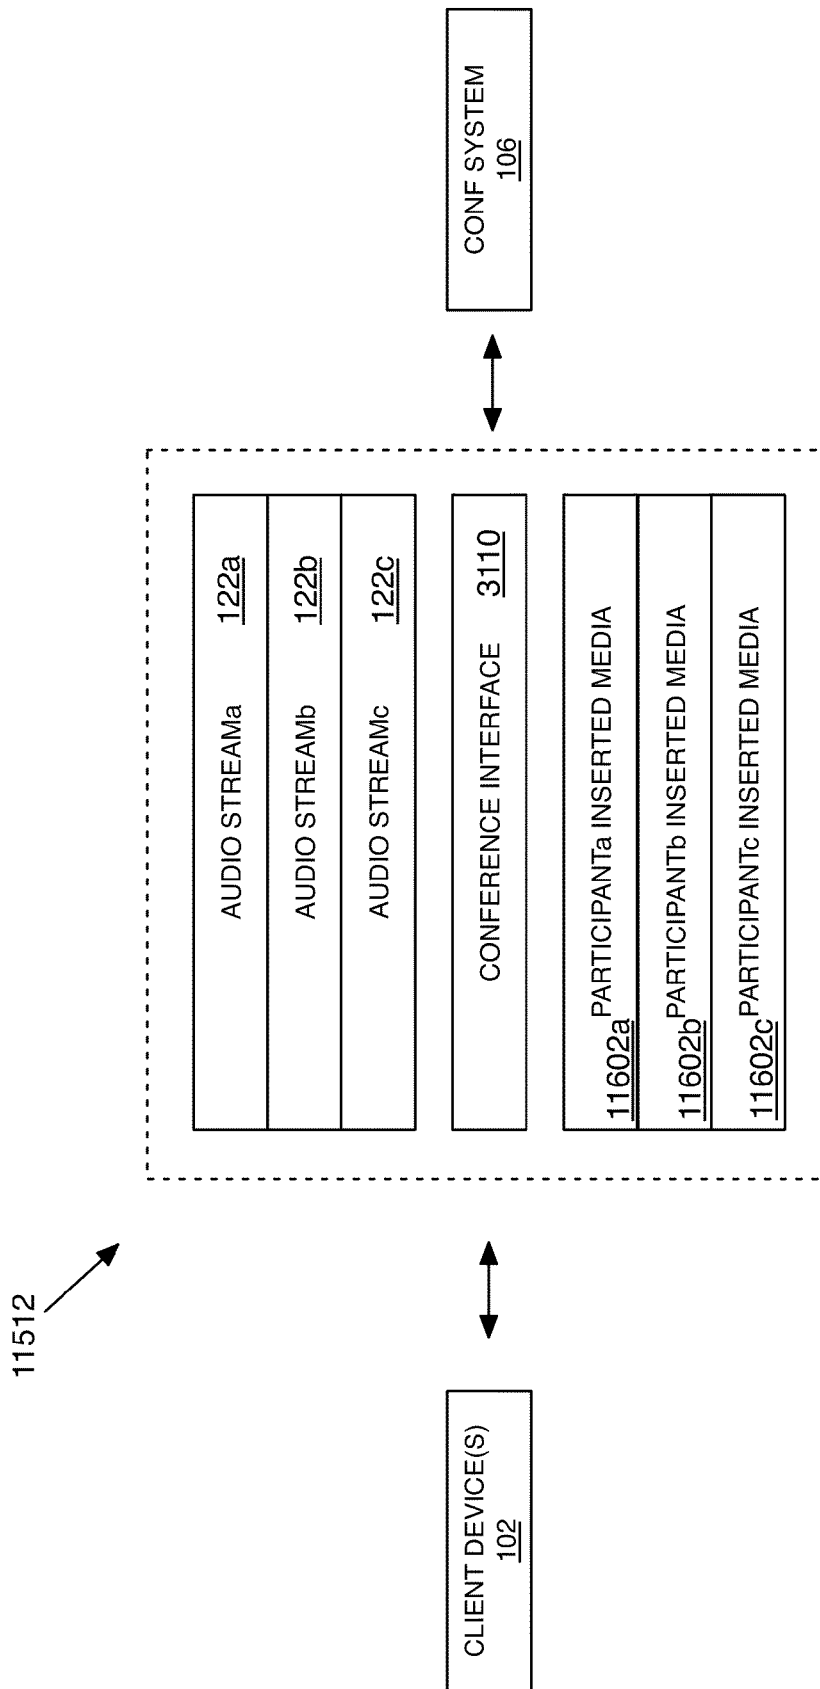 11512
CLIENT DEVICE(S)
102
AUDIO STREAMa 122a
AUDIO STREAMb 122b
AUDIO STREAMc 122c
CONFERENCE INTERFACE 3110
11602a PARTICIPANTa INSERTED MEDIA
11602b PARTICIPANTb INSERTED MEDIA
11602c PARTICIPANTc INSERTED MEDIA
CONF SYSTEM
106